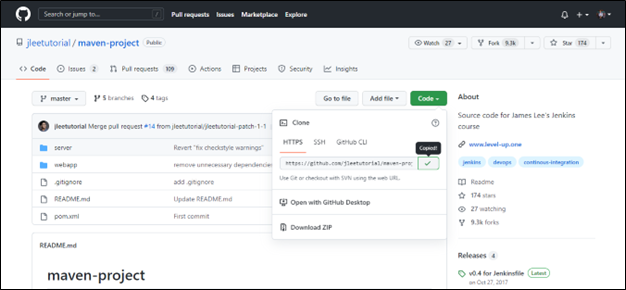 Search or jump to...
/
Pull requests Issues Marketplace Explore
jleetutorial / maven-project Public
Watch 27 Fork 9.3k Star 174
Code Issues 2 Pull requests 109 Actions Projects Security Insights
master 5 branches 4 tags Go to file Add file Code
jleetutorial Merge pull request #14 from jleetutorial/jleetutorial-patch-1-1
server Revert "fix checkstyle warnings"
webapp remove unnecessary dependencies
.gitignore add .gitignore
README.md Update README.md
pom.xml First commit
README.md
maven-project
Clone
HTTPS SSH GitHub CLI
Copied!
https://github.com/jleetutorial/maven-proj
Use Git or checkout with SVN using the web URL.
Open with GitHub Desktop
Download ZIP
About
Source code for James Lee's Jenkins
course
www.level-up.one
jenkins devops continous-integration
Readme
174 stars
27 watching
9.3k forks
Releases 4
v0.4 for Jenkinsfile Latest
on Oct 27, 2017